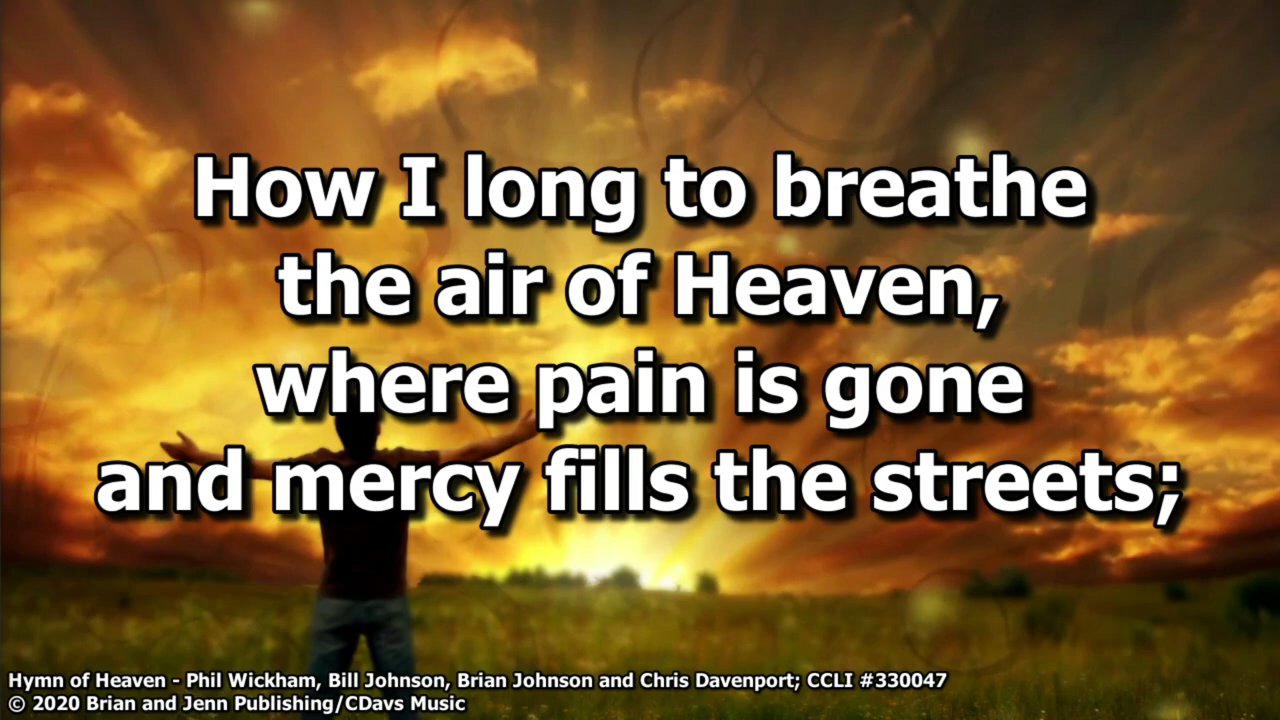 How I long to breathe
the air of Heaven,
where pain is gone
and mercy fills the streets;
Hymn of Heaven - Phil Wickham, Bill Johnson, Brian Johnson and Chris Davenport; CCLI #330047
© 2020 Brian and Jenn Publishing/CDavs Music